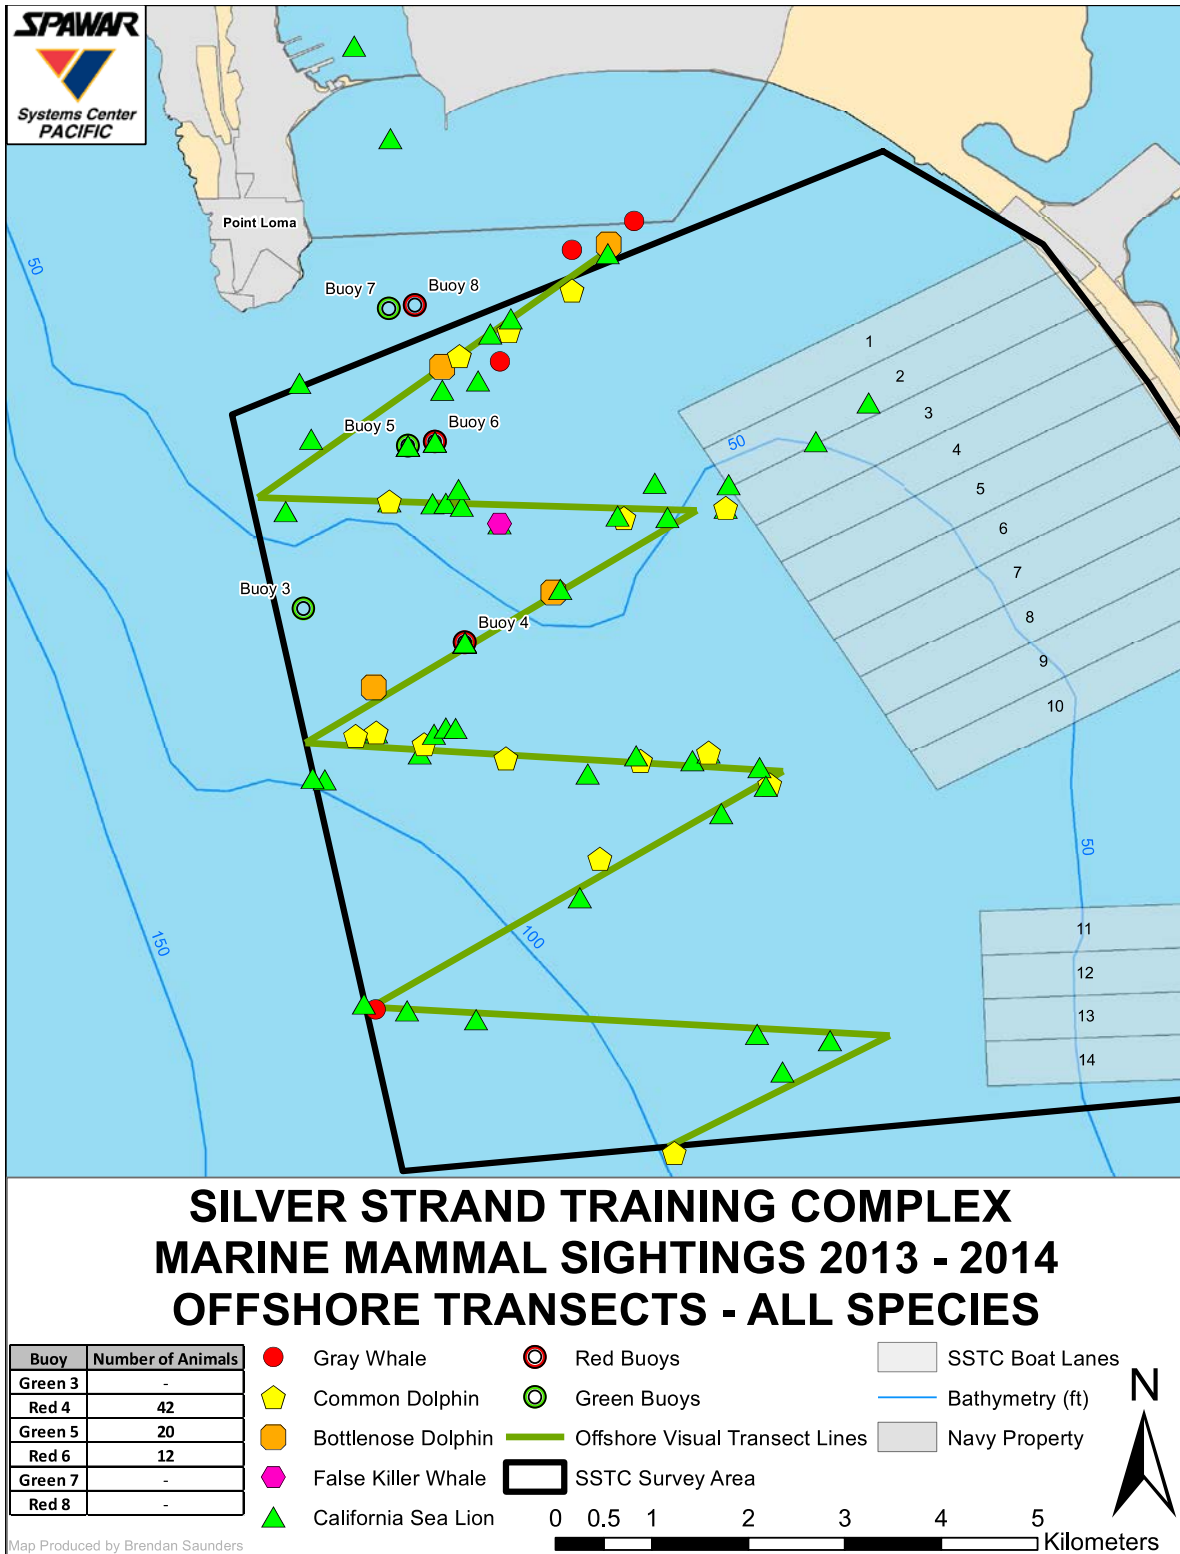 SPAWAR
Systems Center
PACIFIC
Point Loma
50
Buoy 7
Buoy 8
1
2
3
4
5
6
7
8
9
10
Buoy 5
Buoy 6
50
Buoy 3
Buoy 4
50
150
100
11
12
13
14
SILVER STRAND TRAINING COMPLEX
MARINE MAMMAL SIGHTINGS 2013 - 2014
OFFSHORE TRANSECTS - ALL SPECIES
Buoy Number of Animals
Green 3 -
Red 4 42
Green 5 20
Red 6 12
Green 7 -
Red 8 -
Map Produced by Brendan Saunders
Gray Whale
Common Dolphin
Bottlenose Dolphin
False Killer Whale
California Sea Lion
Red Buoys
Green Buoys
Offshore Visual Transect Lines
SSTC Survey Area
SSTC Boat Lanes
Bathymetry (ft)
Navy Property
N
0 0.5 1 2 3 4 5
Kilometers